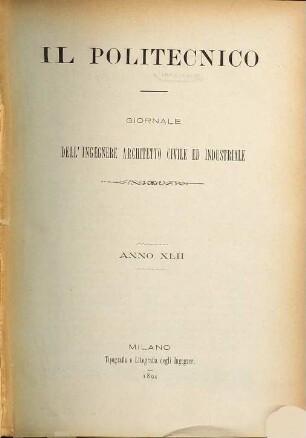 IL POLITECNICO
GIORNALE
DELL'INGEGNERE ARCHITETTO CIVILE ED INDUSTRIALE
ANNO XLII
MILANO
Tipografia e Litografia degli Ingegneri